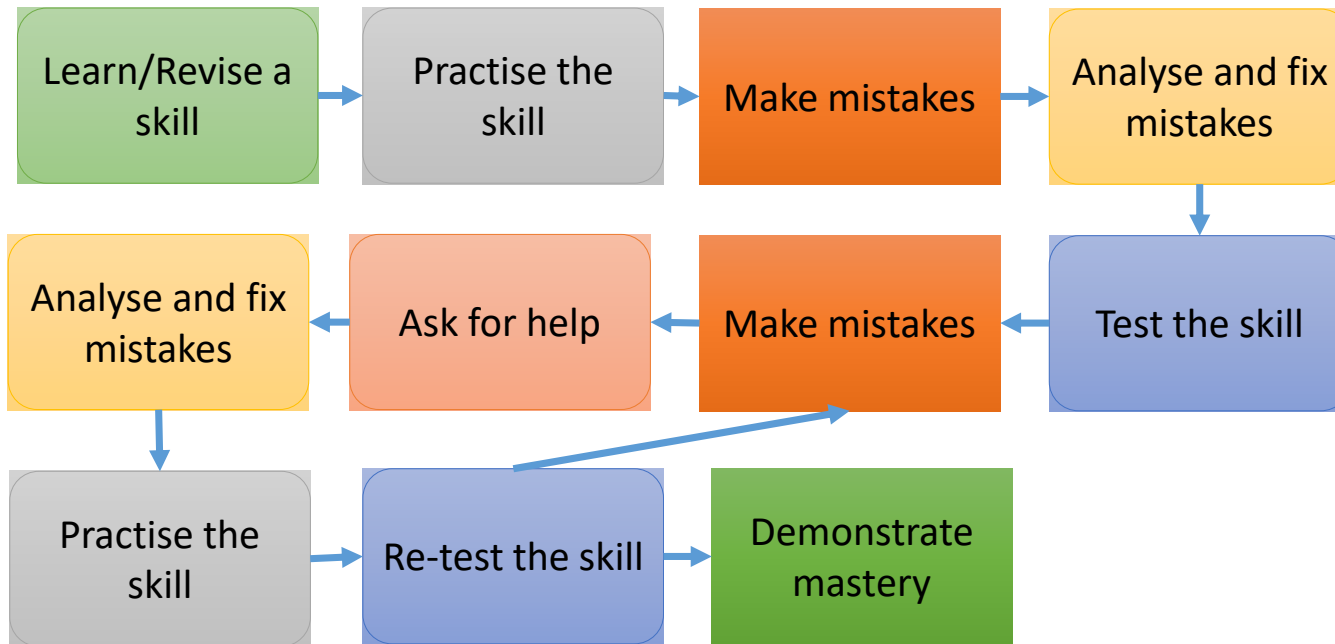 Learn/Revise a
skill
Practise the
skill
Make mistakes
Analyse and fix
mistakes
Analyse and fix
mistakes
Ask for help
Make mistakes
Test the skill
Practise the
skill
Re-test the skill
Demonstrate
mastery